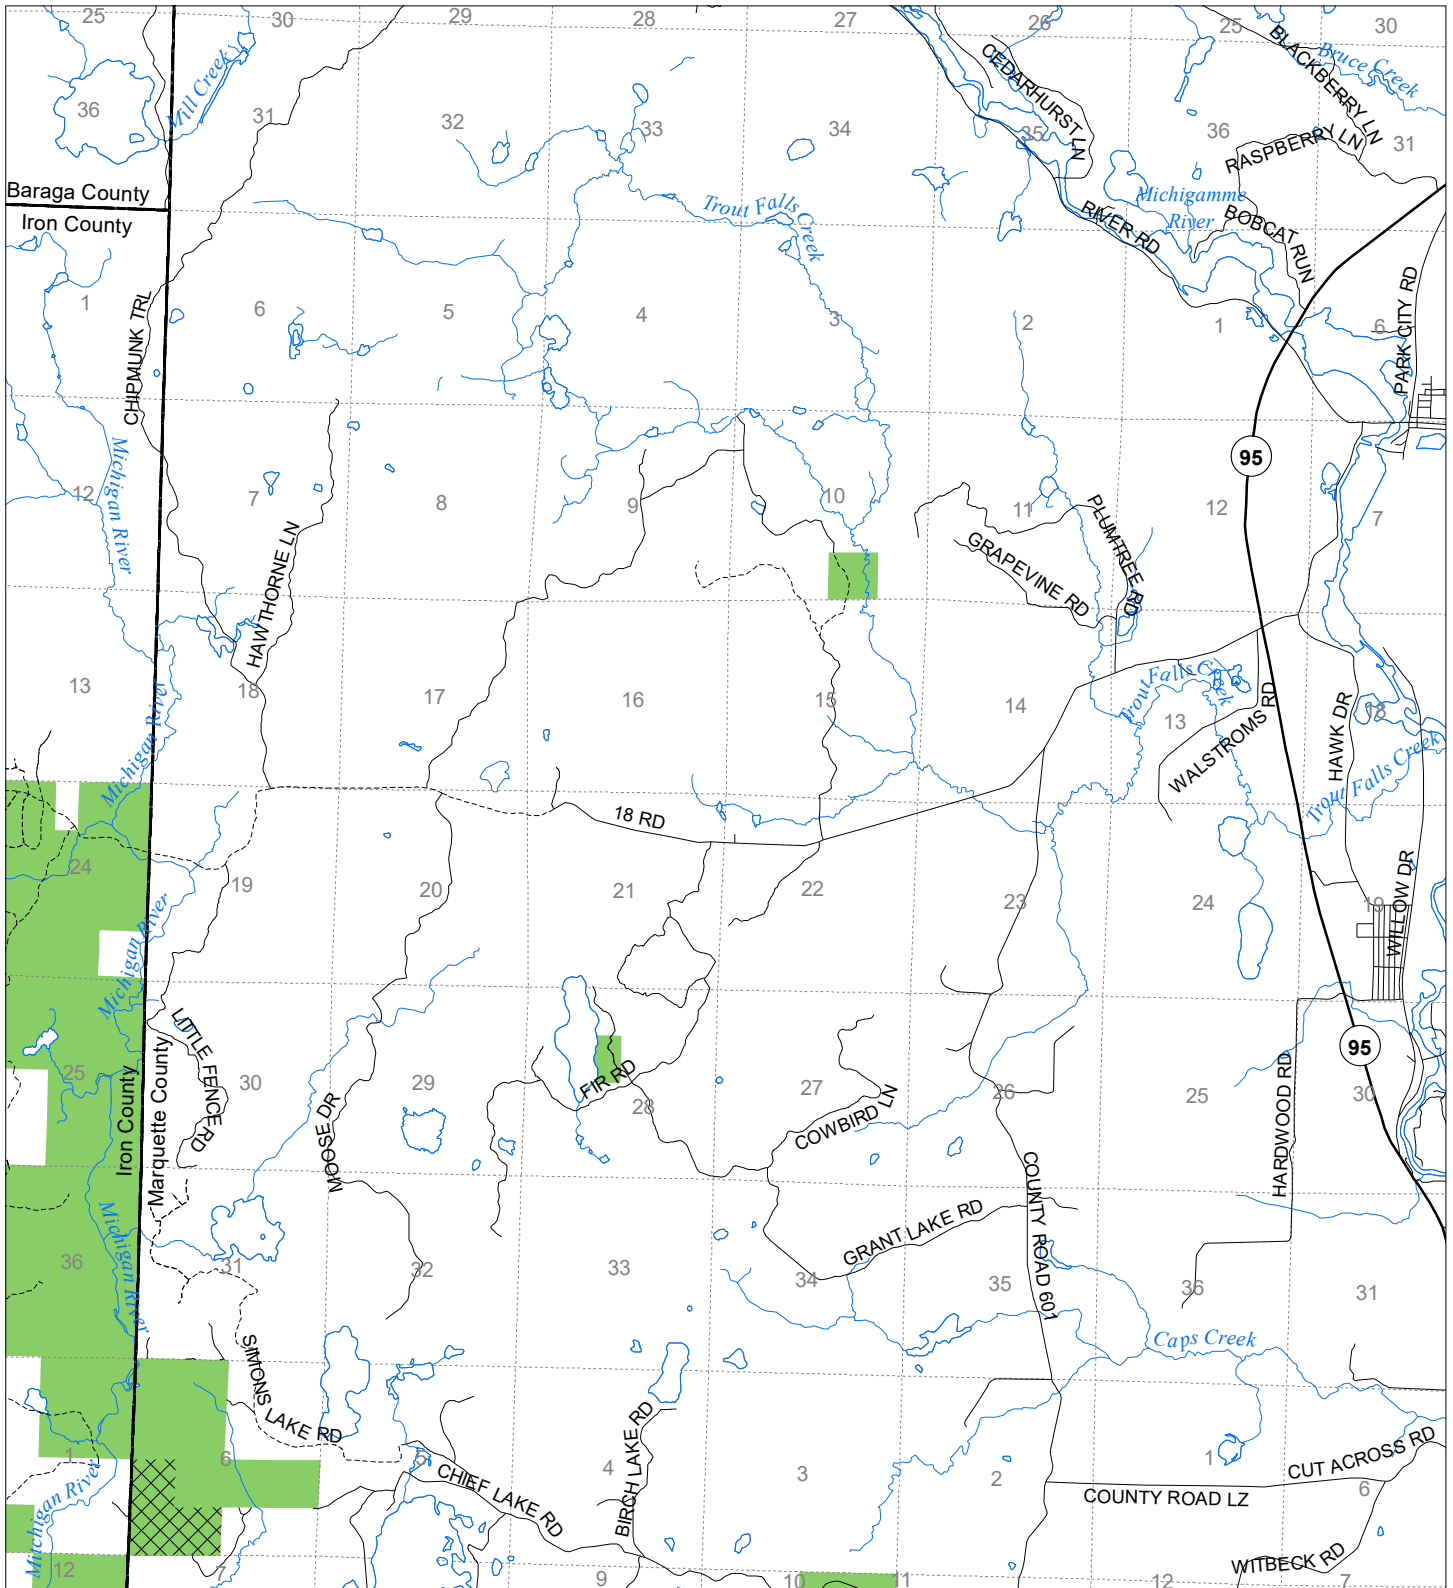 25
30
29
28
27
26
25
30
BLACKBERRY LN
Bruce Creek
CEDARHURST LN
Mill Creek
36
31
32
33
34
35
36
RASPBERRY LN
31
Baraga County
Iron County
Trout Falls Creek
Michigamme
River
RIVER RD
BOBCAT RUN
PARK CITY RD
1
CHIPMUNK TRL
6
5
4
3
2
1
6
95
Michigan River
12
7
8
9
10
11
PLUMTREE RD
12
7
GRAPEVINE RD
HAWTHORNE LN
13
18
17
16
15
14
Trout Falls Creek
13
WALSTROMS RD
HAWK DR
18
Trout Falls Creek
Michigan River
18 RD
24
19
20
21
22
23
24
19
WILLOW DR
Michigan River
LITTLE FENCE RD
Iron County
Marquette County
25
30
MOOSE DR
29
FIR RD
28
27
COWBIRD LN
26
25
HARDWOOD RD
95
30
COUNTY ROAD 601
GRANT LAKE RD
Michigan River
36
31
32
33
34
35
36
31
Caps Creek
SIMONS LAKE RD
1
6
5
CHIEF LAKE RD
4
BIRCH LAKE RD
3
2
1
CUT ACROSS RD
6
COUNTY ROAD LZ
Michigan River
WITBECK RD
12
7
9
10
11
12
7